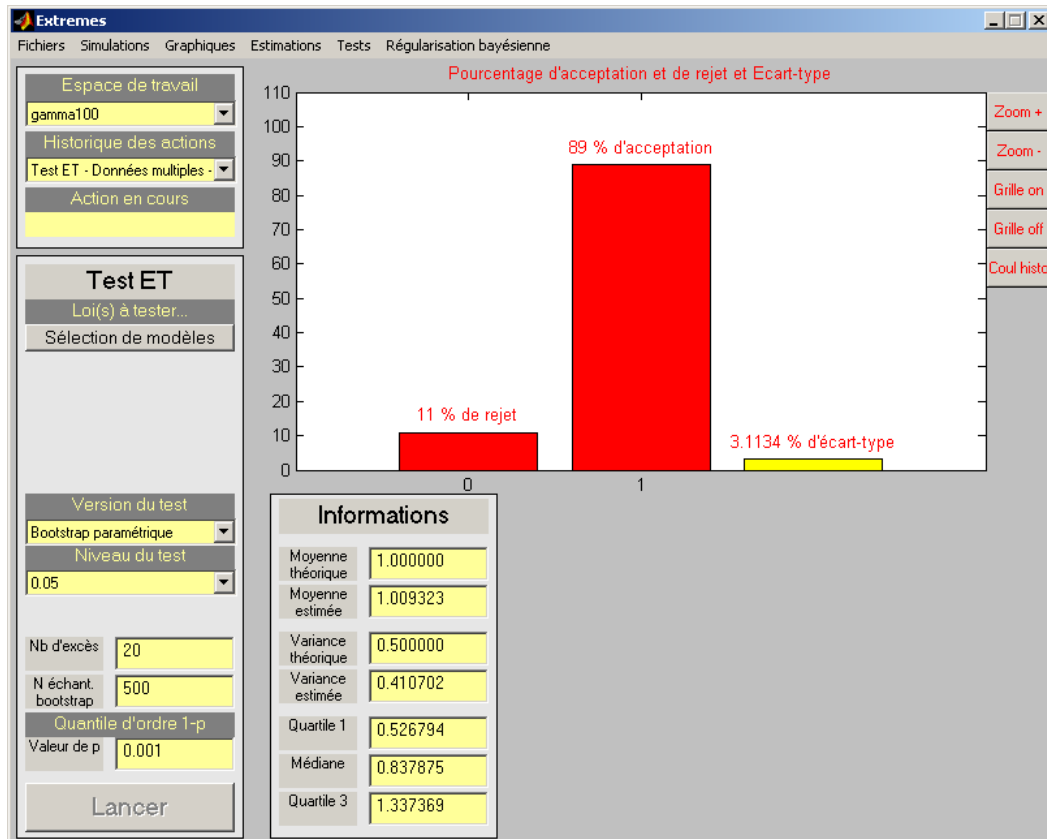 Extremes
Fichiers Simulations Graphiques Estimations Tests Régularisation bayésienne
Espace de travail
gamma100
Historique des actions
Test ET - Données multiples -
Action en cours
Test ET
Loi(s) à tester...
Sélection de modèles
Version du test
Bootstrap paramétrique
Niveau du test
0.05
Nb d'excès
20
N échant.
bootstrap
500
Quantile d'ordre 1-p
Valeur de p
0.001
Lancer
Pourcentage d'acceptation et de rejet et Ecart-type
110
100
90
80
70
60
50
40
30
20
10
0
11 % de rejet
89 % d'acceptation
3.1134 % d'écart-type
0
1
Zoom +
Zoom -
Grille on
Grille off
Coul histo
Informations
Moyenne
théorique
1.000000
Moyenne
estimée
1.009323
Variance
théorique
0.500000
Variance
estimée
0.410702
Quartile 1
0.526794
Médiane
0.837875
Quartile 3
1.337369